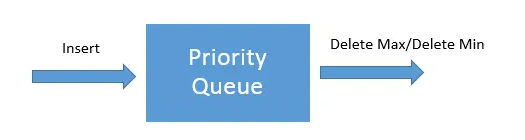 Insert
Priority
Queue
Delete Max/Delete Min